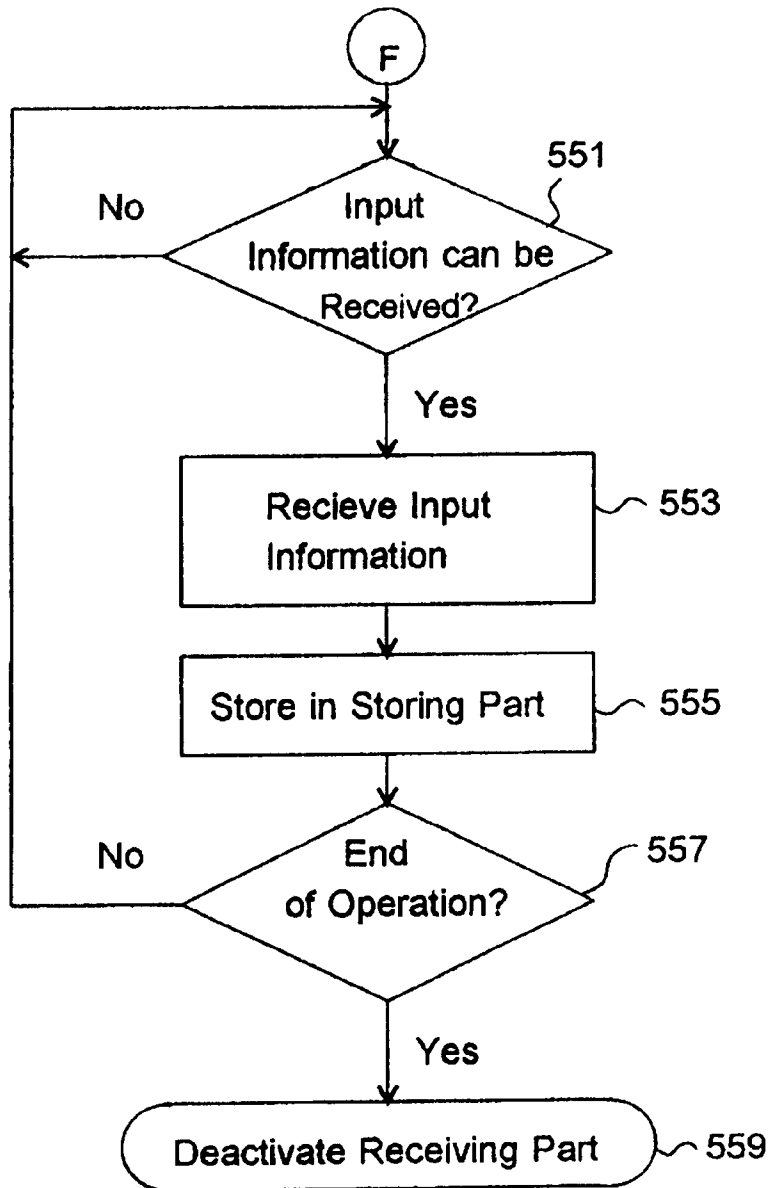 F
551
No
Input
Information can be
Received?
Yes
Recieve Input
Information
553
Store in Storing Part
555
No
End
of Operation?
557
Yes
Deactivate Receiving Part
559